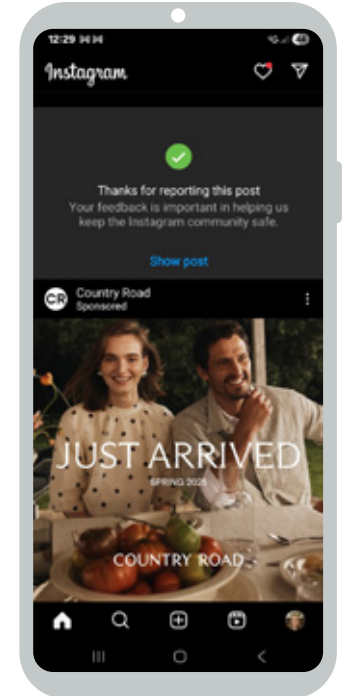 12:29
Instagram
Thanks for reporting this post
Your feedback is important in helping us
keep the Instagram community safe.
Show post
CR
Country Road
Sponsored
JUST ARRIVED
SPRING 2025
COUNTRY ROAD